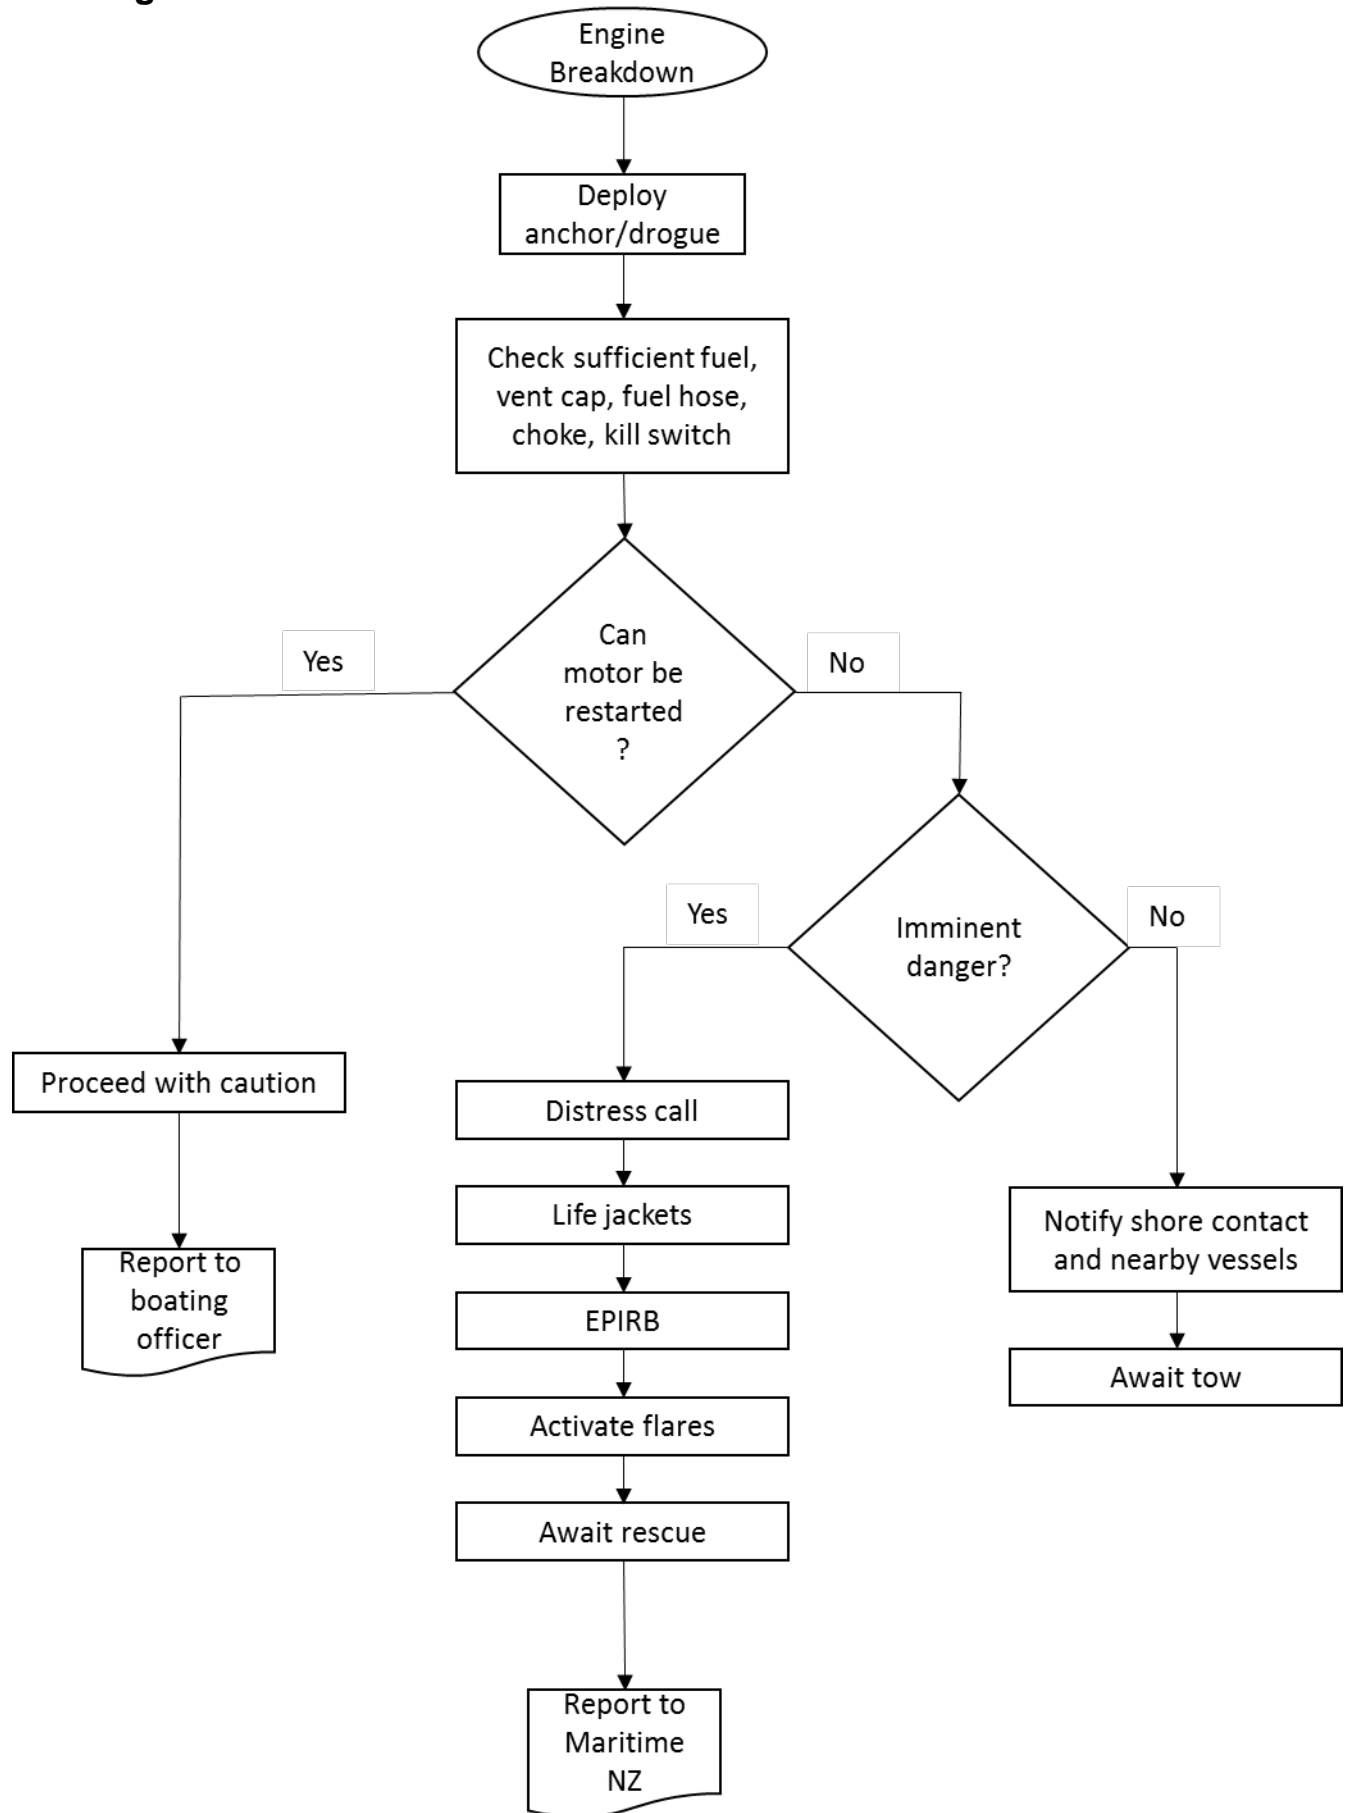 Engine
Breakdown
Deploy
anchor/drogue
Check sufficient fuel,
vent cap, fuel hose,
choke, kill switch
Can
motor be
restarted
?
Yes
No
Imminent
danger?
Yes
No
Proceed with caution
Report to
boating
officer
Distress call
Life jackets
EPIRB
Activate flares
Await rescue
Report to
Maritime
NZ
Notify shore contact
and nearby vessels
Await tow